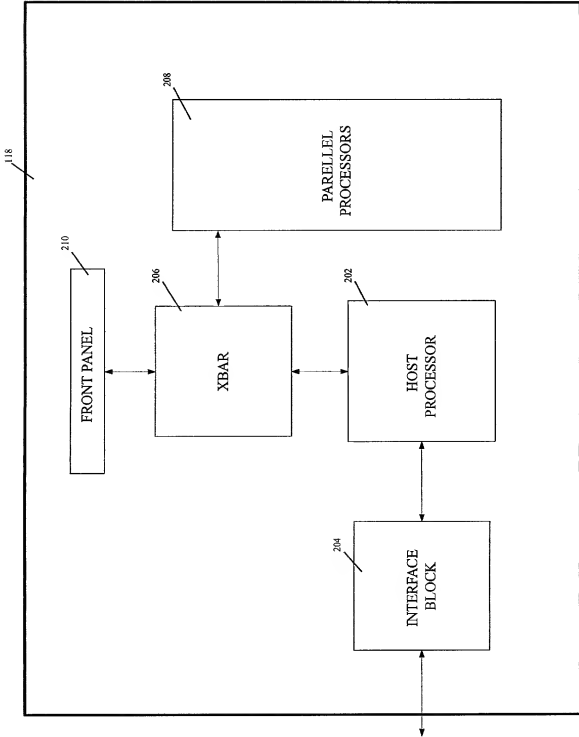 118
210
FRONT PANEL
206
XBAR
208
PARELLEL
PROCESSORS
202
HOST
PROCESSOR
204
INTERFACE
BLOCK